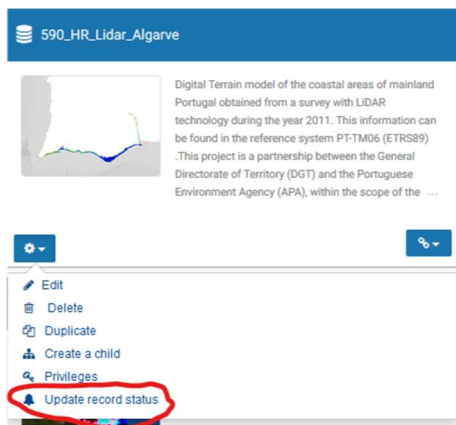 590_HR_Lidar_Algarve
Digital Terrain model of the coastal areas of mainland
Portugal obtained from a survey with LiDAR
technology during the year 2011. This information can
be found in the reference system PT-TM06 (ETRS89)
.This project is a partnership between the General
Directorate of Territory (DGT) and the Portuguese
Environment Agency (APA), within the scope of the ...
Edit
Delete
Duplicate
Create a child
Privileges
Update record status